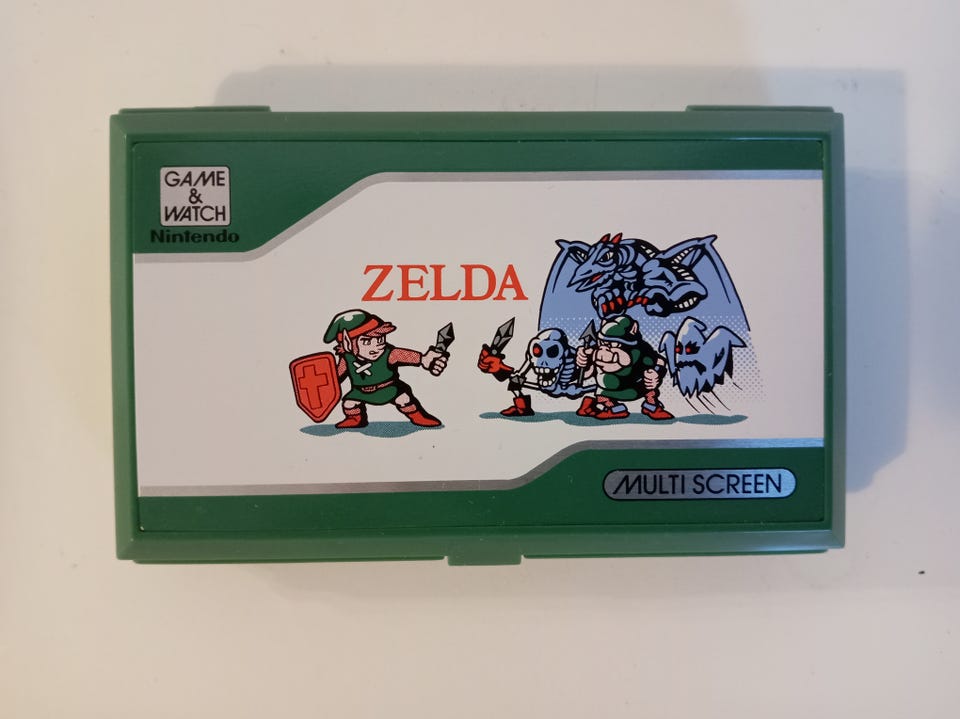 GAME
&
WATCH
Nintendo
ZELDA
MULTI SCREEN